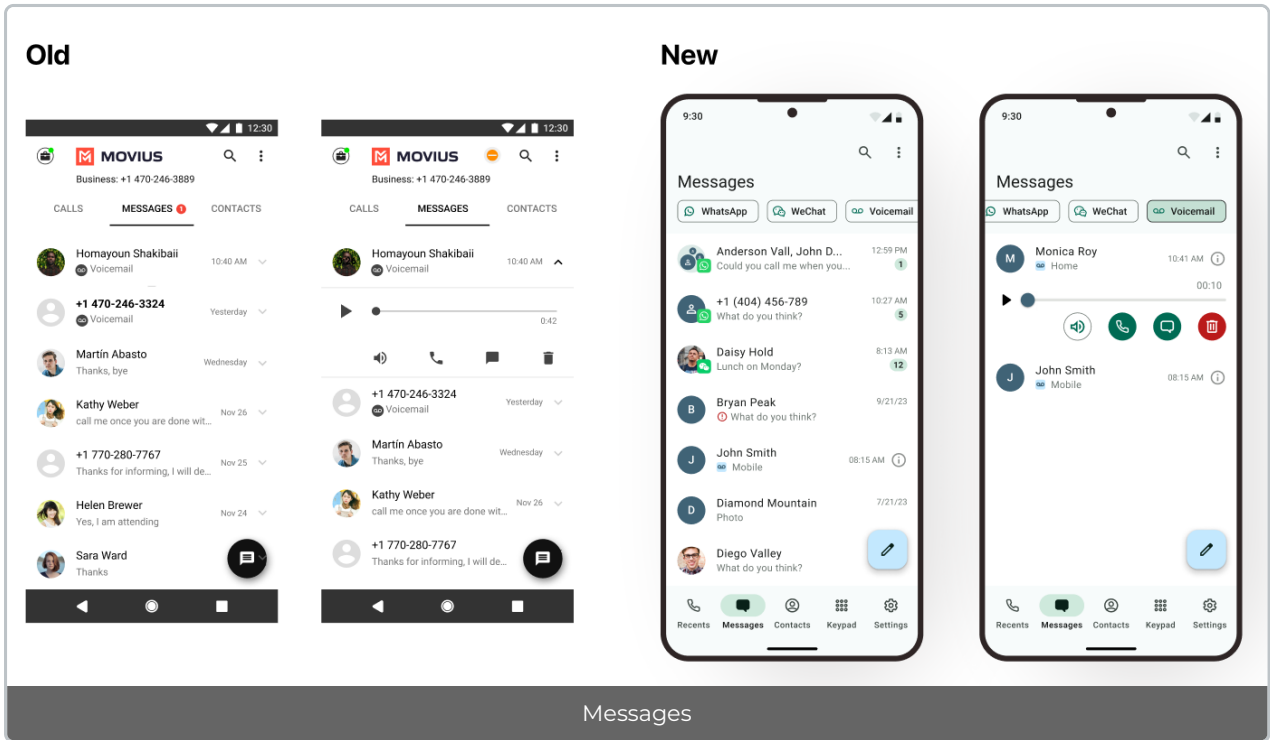 Old
12:30
MOVIUS
Business: +1 470-246-3889
CALLS MESSAGES 1 CONTACTS
Homayoun Shakibaii
Voicemail
10:40 AM
+1 470-246-3324
Voicemail
Yesterday
Martín Abasto
Thanks, bye
Wednesday
Kathy Weber
call me once you are done wit...
Nov 26
+1 770-280-7767
Thanks for informing, I will de...
Nov 25
Helen Brewer
Yes, I am attending
Nov 24
Sara Ward
Thanks
12:30
MOVIUS
Business: +1 470-246-3889
CALLS MESSAGES CONTACTS
Homayoun Shakibaii
Voicemail
10:40 AM
0:42
+1 470-246-3324
Voicemail
Yesterday
Martín Abasto
Thanks, bye
Wednesday
Kathy Weber
call me once you are done wit...
Nov 26
+1 770-280-7767
Thanks for informing, I will de...
New
9:30
Messages
WhatsApp WeChat Voicemail
Anderson Vall, John D...
Could you call me when you...
12:59 PM
1
+1 (404) 456-789
What do you think?
10:27 AM
5
Daisy Hold
Lunch on Monday?
8:13 AM
12
B
Bryan Peak
What do you think?
9/21/23
J
John Smith
Mobile
08:15 AM
D
Diamond Mountain
Photo
7/21/23
Diego Valley
What do you think?
Recents Messages Contacts Keypad Settings
9:30
Messages
WhatsApp WeChat Voicemail
M
Monica Roy
Home
10:41 AM
00:10
J
John Smith
Mobile
08:15 AM
Recents Messages Contacts Keypad Settings
Messages